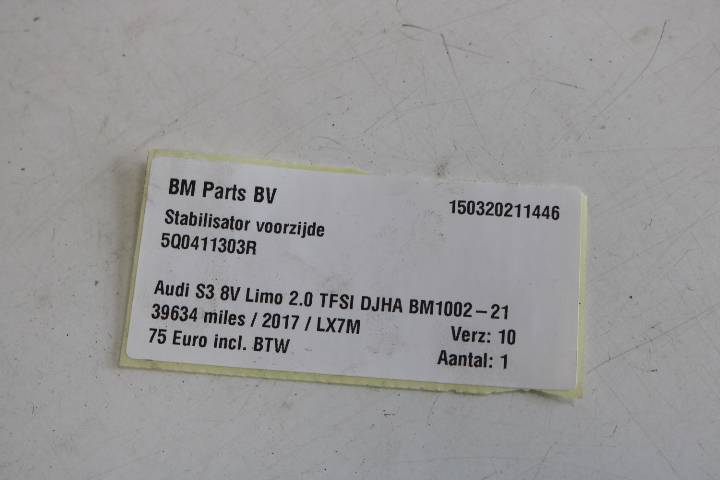 BM Parts BV 150320211446
Stabilisator voorzijde
5Q0411303R
Audi S3 8V Limo 2.0 TFSI DJHA BM1002-21
39634 miles / 2017 / LX7M Verz: 10
75 Euro incl. BTW Aantal: 1